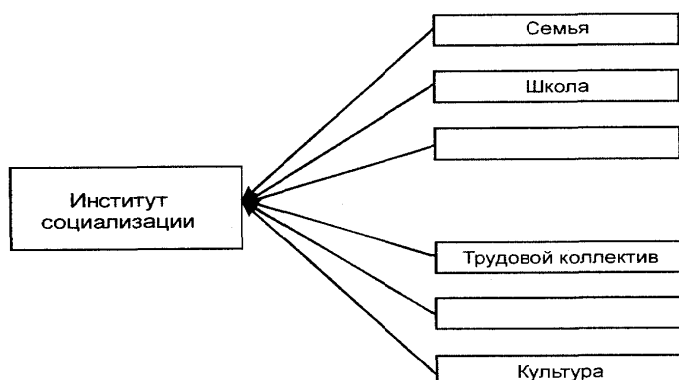 Семья
Школа
Институт
социализации
Трудовой коллектив
Культура